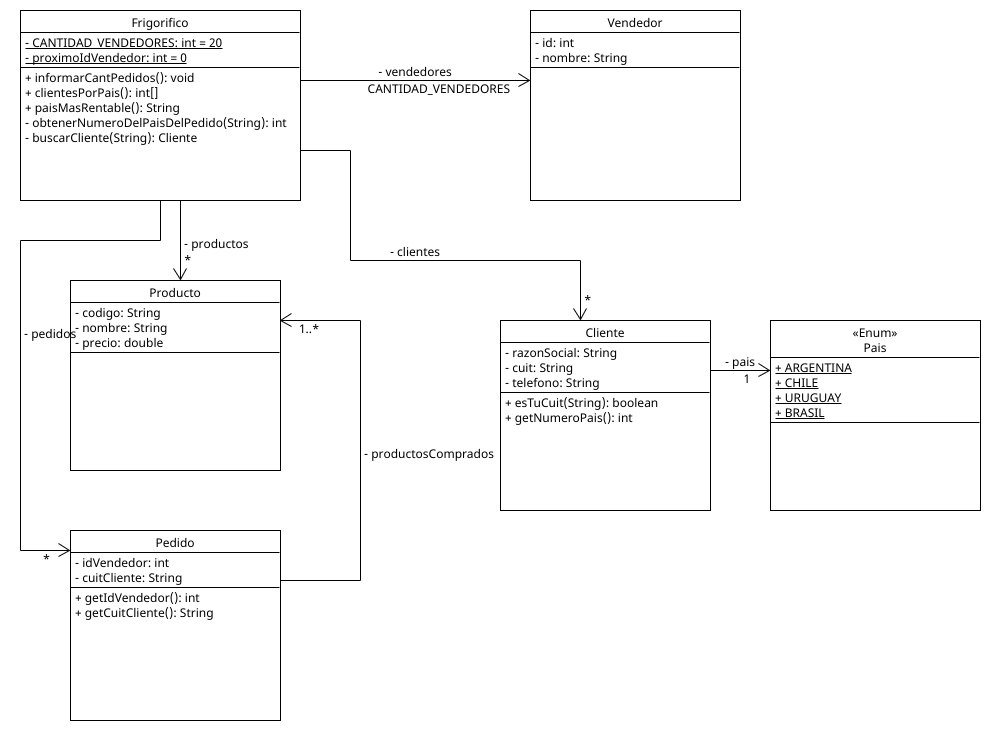 Frigorifico
- CANTIDAD_VENDEDORES: int = 20
- proximoIdVendedor: int = 0
+ informarCantPedidos(): void
+ clientesPorPais(): int[]
+ paisMasRentable(): String
- obtenerNumeroDelPaisDelPedido(String): int
- buscarCliente(String): Cliente
- vendedores
CANTIDAD_VENDEDORES
Vendedor
- id: int
- nombre: String
- productos
*
- clientes
*
- pedidos
*
Producto
- codigo: String
- nombre: String
- precio: double
1..*
- productosComprados
Cliente
- razonSocial: String
- cuit: String
- telefono: String
+ esTuCuit(String): boolean
+ getNumeroPais(): int
- pais
1
«Enum»
Pais
+ ARGENTINA
+ CHILE
+ URUGUAY
+ BRASIL
Pedido
- idVendedor: int
- cuitCliente: String
+ getIdVendedor(): int
+ getCuitCliente(): String